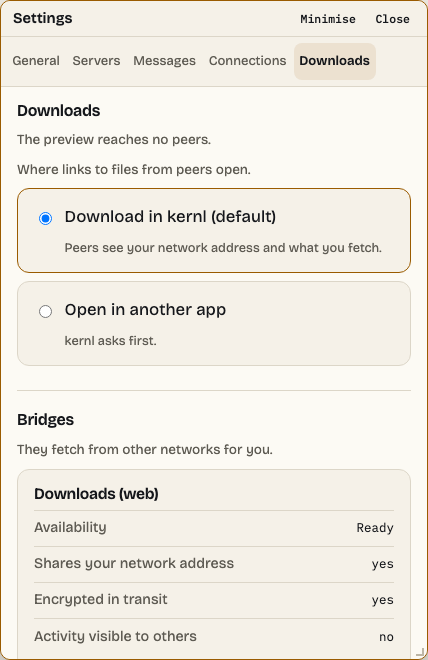 Settings
Minimise Close
General Servers Messages Connections Downloads
Downloads
The preview reaches no peers.
Where links to files from peers open.
Download in kernl (default)
Peers see your network address and what you fetch.
Open in another app
kernl asks first.
Bridges
They fetch from other networks for you.
Downloads (web)
Availability Ready
Shares your network address yes
Encrypted in transit yes
Activity visible to others no